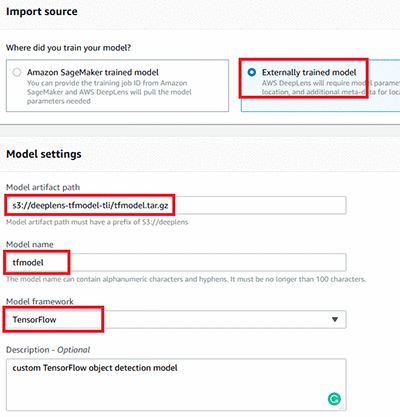 Import source
Where did you train your model?
Amazon SageMaker trained model
You can provide the training job ID from Amazon
SageMaker and AWS DeepLens will pull the model
parameters needed
Externally trained model
AWS DeepLens will require model param
location, and additional meta-data for loca
Model settings
Model artifact path
s3://deeplens-tfmodel-tli/tfmodel.tar.gz
Model artifact path must have a prefix of S3://deeplens
Model name
tfmodel
The model name can contain alphanumeric characters and hyphens. It must be no longer than 100 characters.
Model framework
TensorFlow
Description - Optional
custom TensorFlow object detection model